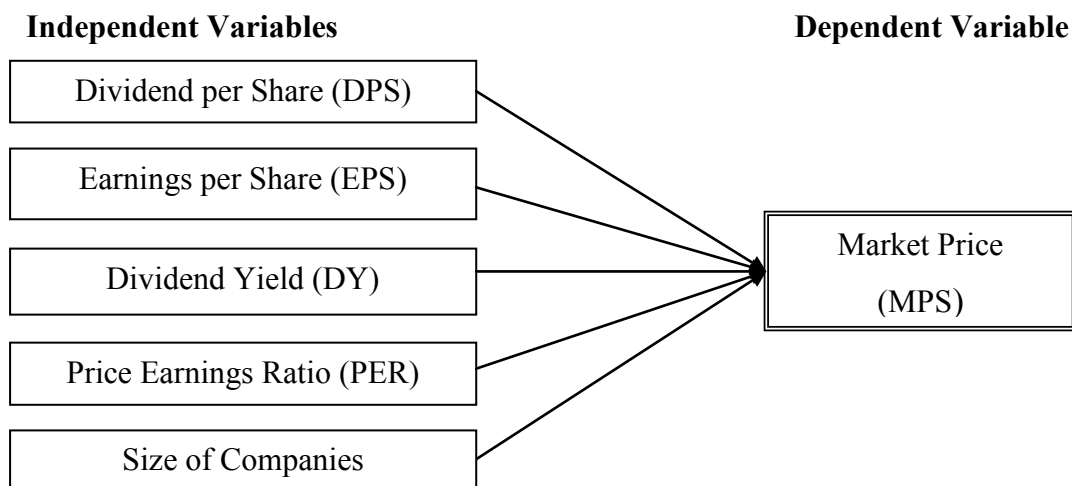 Independent Variables
Dependent Variable
Dividend per Share (DPS)
Earnings per Share (EPS)
Dividend Yield (DY)
Price Earnings Ratio (PER)
Size of Companies
Market Price
(MPS)